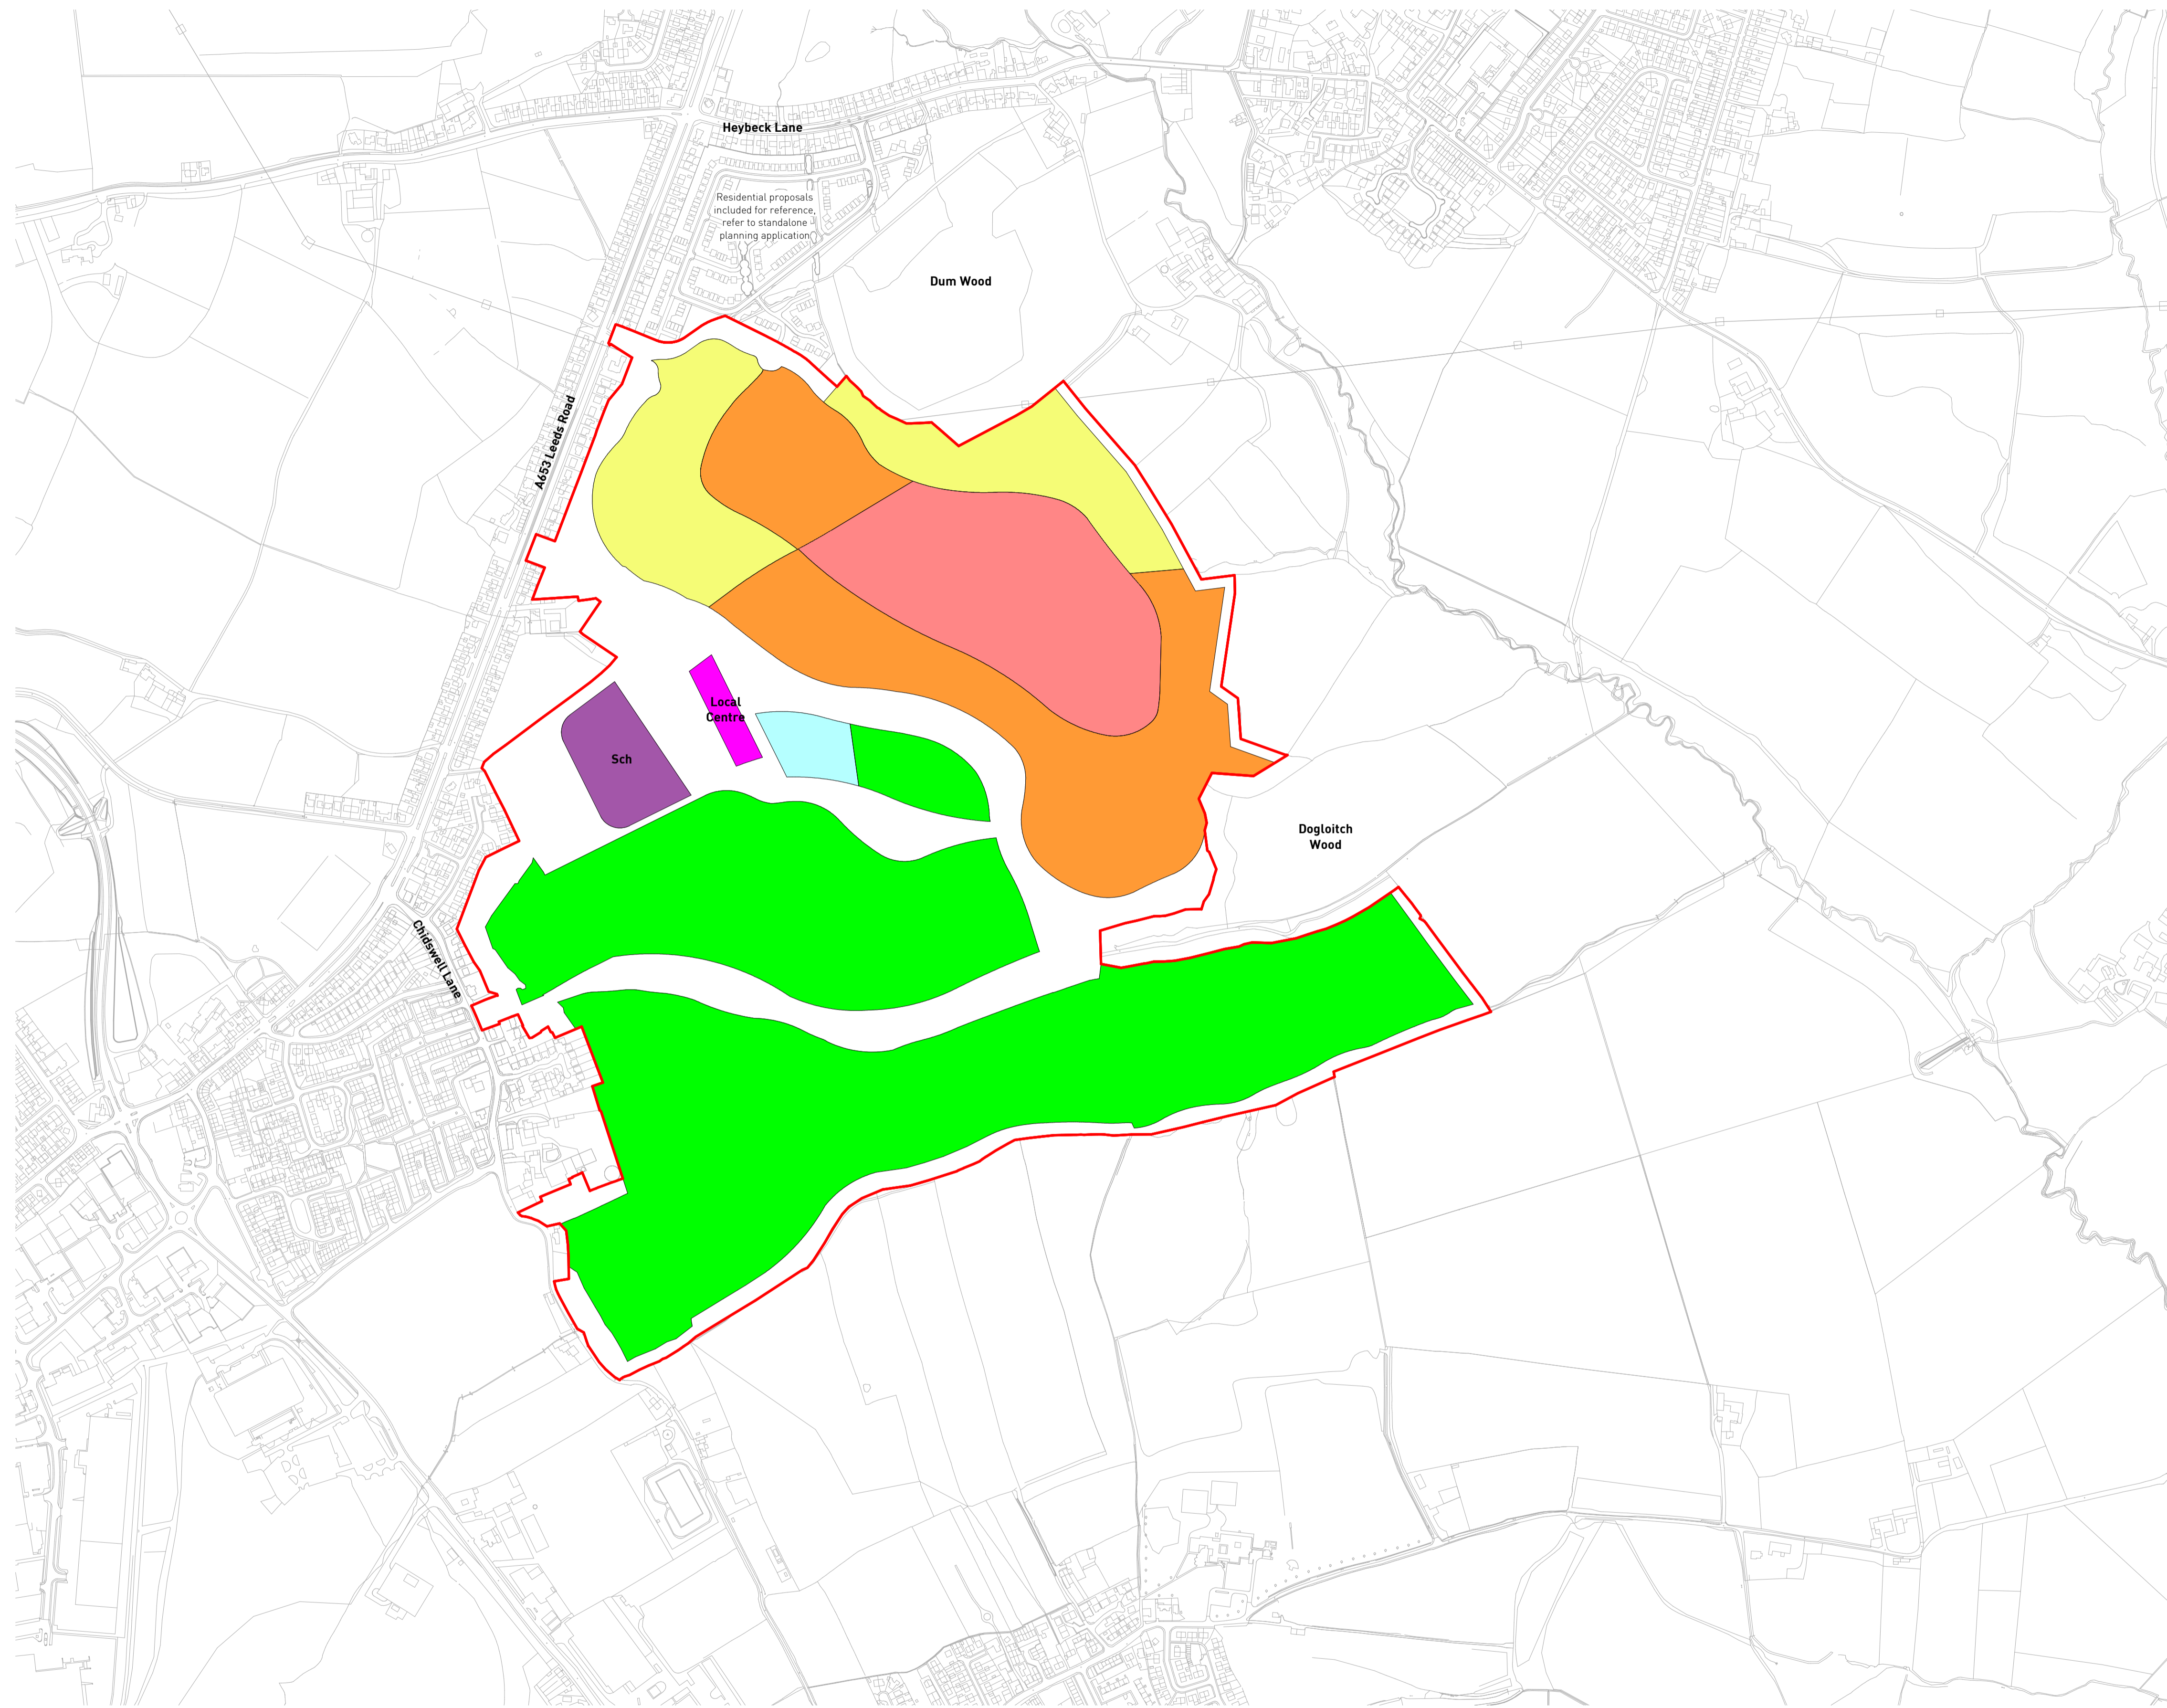 Heybeck Lane
Residential proposals
included for reference,
refer to standalone
planning application
Dum Wood
A653 Leeds Road
Local
Centre
Sch
Dogloitch
Wood
Chidswell Lane